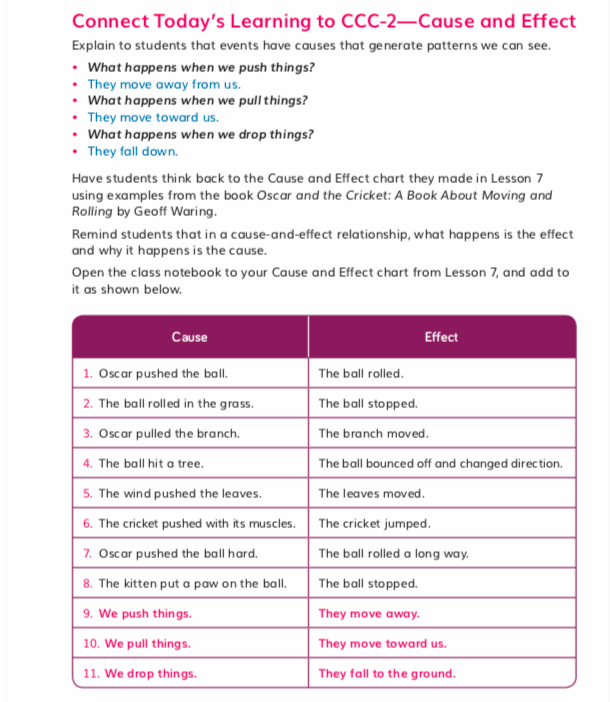 Connect Today's Learning to CCC-2—Cause and Effect
Explain to students that events have causes that generate patterns we can see.
• What happens when we push things?
• They move away from us.
• What happens when we pull things?
• They move toward us.
• What happens when we drop things?
• They fall down.
Have students think back to the Cause and Effect chart they made in Lesson 7
using examples from the book Oscar and the Cricket: A Book About Moving and
Rolling by Geoff Waring.
Remind students that in a cause-and-effect relationship, what happens is the effect
and why it happens is the cause.
Open the class notebook to your Cause and Effect chart from Lesson 7, and add to
it as shown below.
Cause Effect
1. Oscar pushed the ball. The ball rolled.
2. The ball rolled in the grass. The ball stopped.
3. Oscar pulled the branch. The branch moved.
4. The ball hit a tree. The ball bounced off and changed direction.
5. The wind pushed the leaves. The leaves moved.
6. The cricket pushed with its muscles. The cricket jumped.
7. Oscar pushed the ball hard. The ball rolled a long way.
8. The kitten put a paw on the ball. The ball stopped.
9. We push things. They move away.
10. We pull things. They move toward us.
11. We drop things. They fall to the ground.